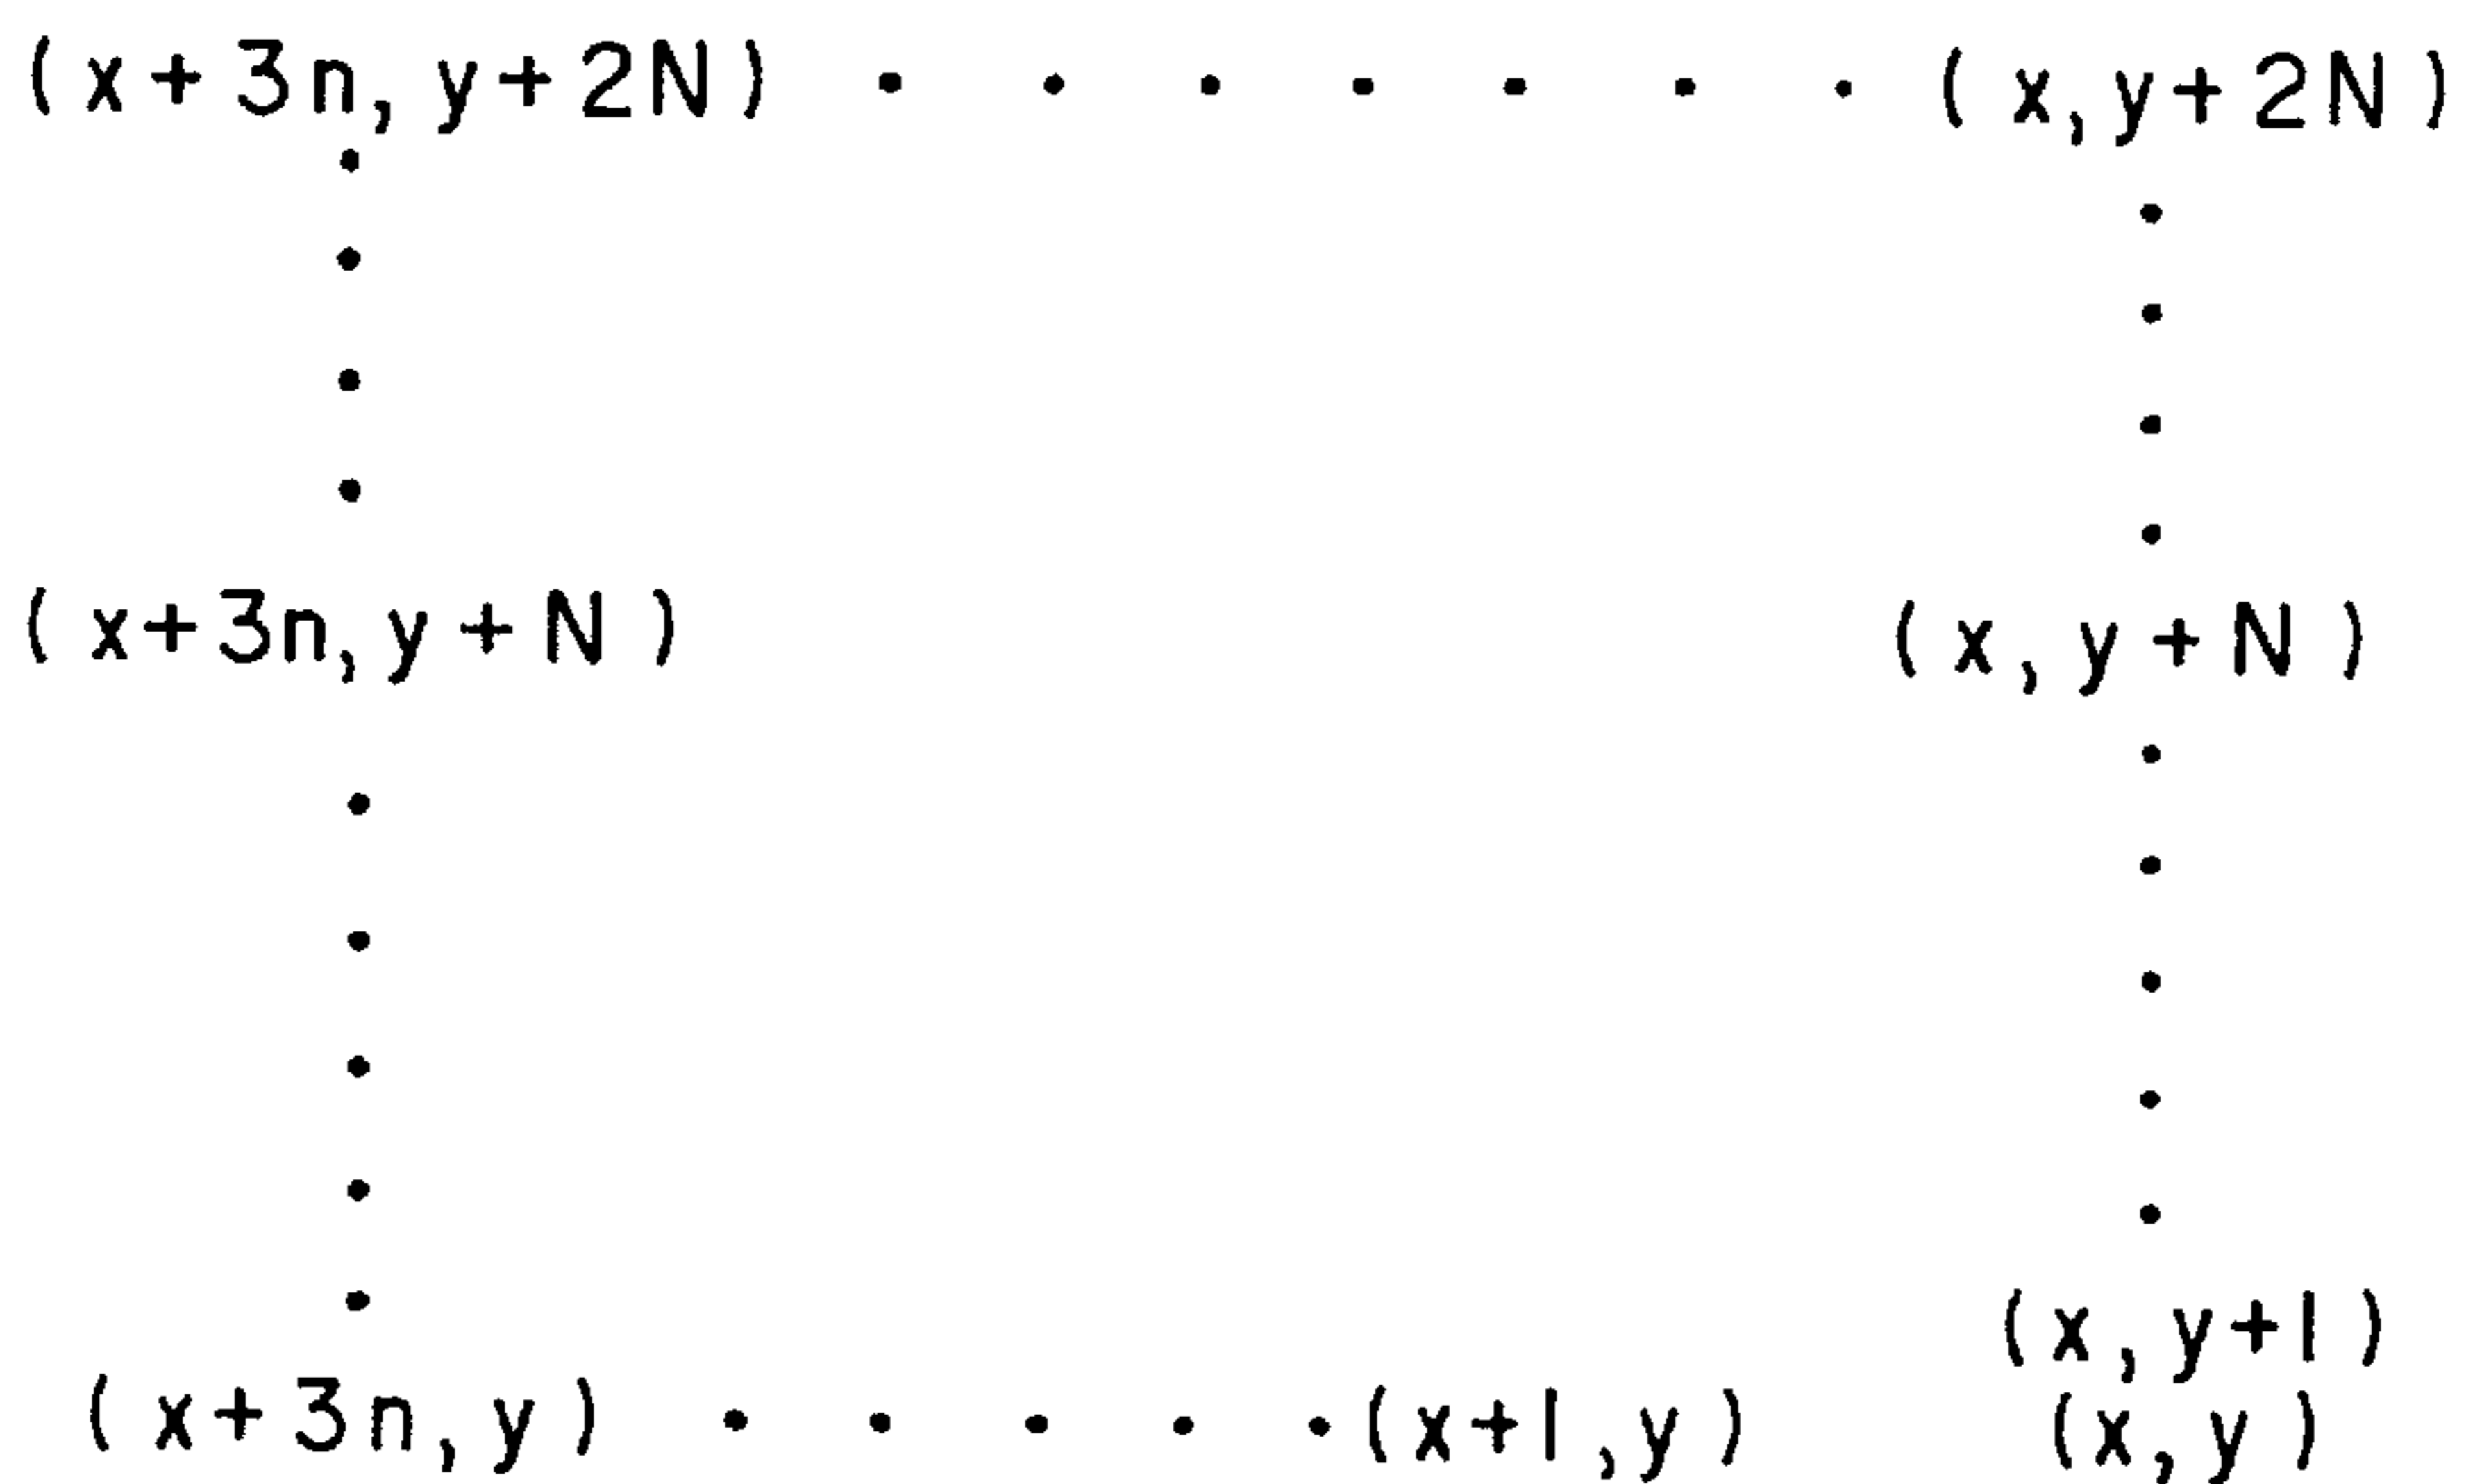 (x+3n, y+2N) . . . . . . . (x, y+2N)
(x+3n, y+N) (x, y+N)
(x, y+1)
(x+3n, y) . . . . . (x+1, y) (x, y)